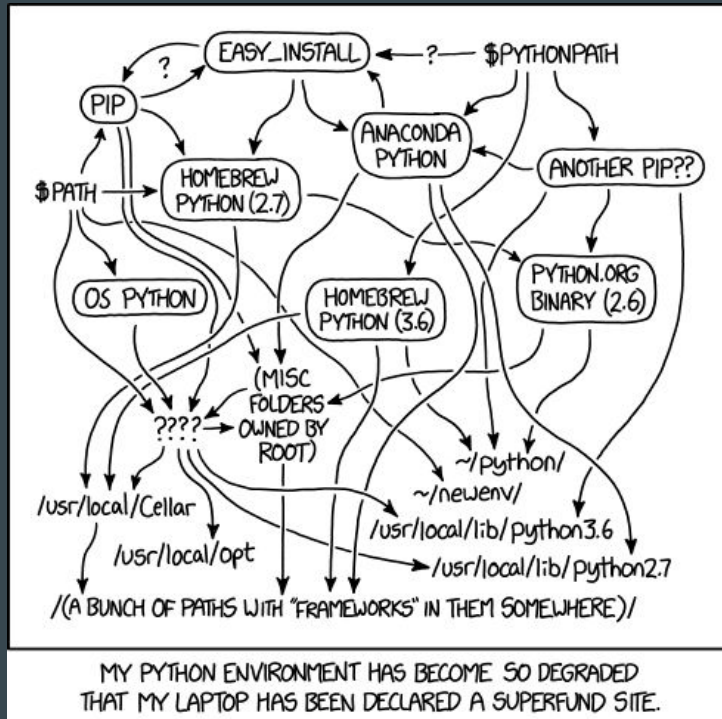 EASY_INSTALL
?
$PYTHONPATH
?
PIP
ANACONDA
PYTHON
ANOTHER PIP??
HOMEBREW
PYTHON (2.7)
$PATH
PYTHON.ORG
BINARY (2.6)
OS PYTHON
HOMEBREW
PYTHON (3.6)
(MISC
FOLDERS
OWNED BY
ROOT)
????
~/python/
~/newenv/
/usr/local/Cellar
/usr/local/lib/python3.6
/usr/local/opt
/usr/local/lib/python2.7
/(A BUNCH OF PATHS WITH "FRAMEWORKS" IN THEM SOMEWHERE)/
MY PYTHON ENVIRONMENT HAS BECOME SO DEGRADED
THAT MY LAPTOP HAS BEEN DECLARED A SUPERFUND SITE.